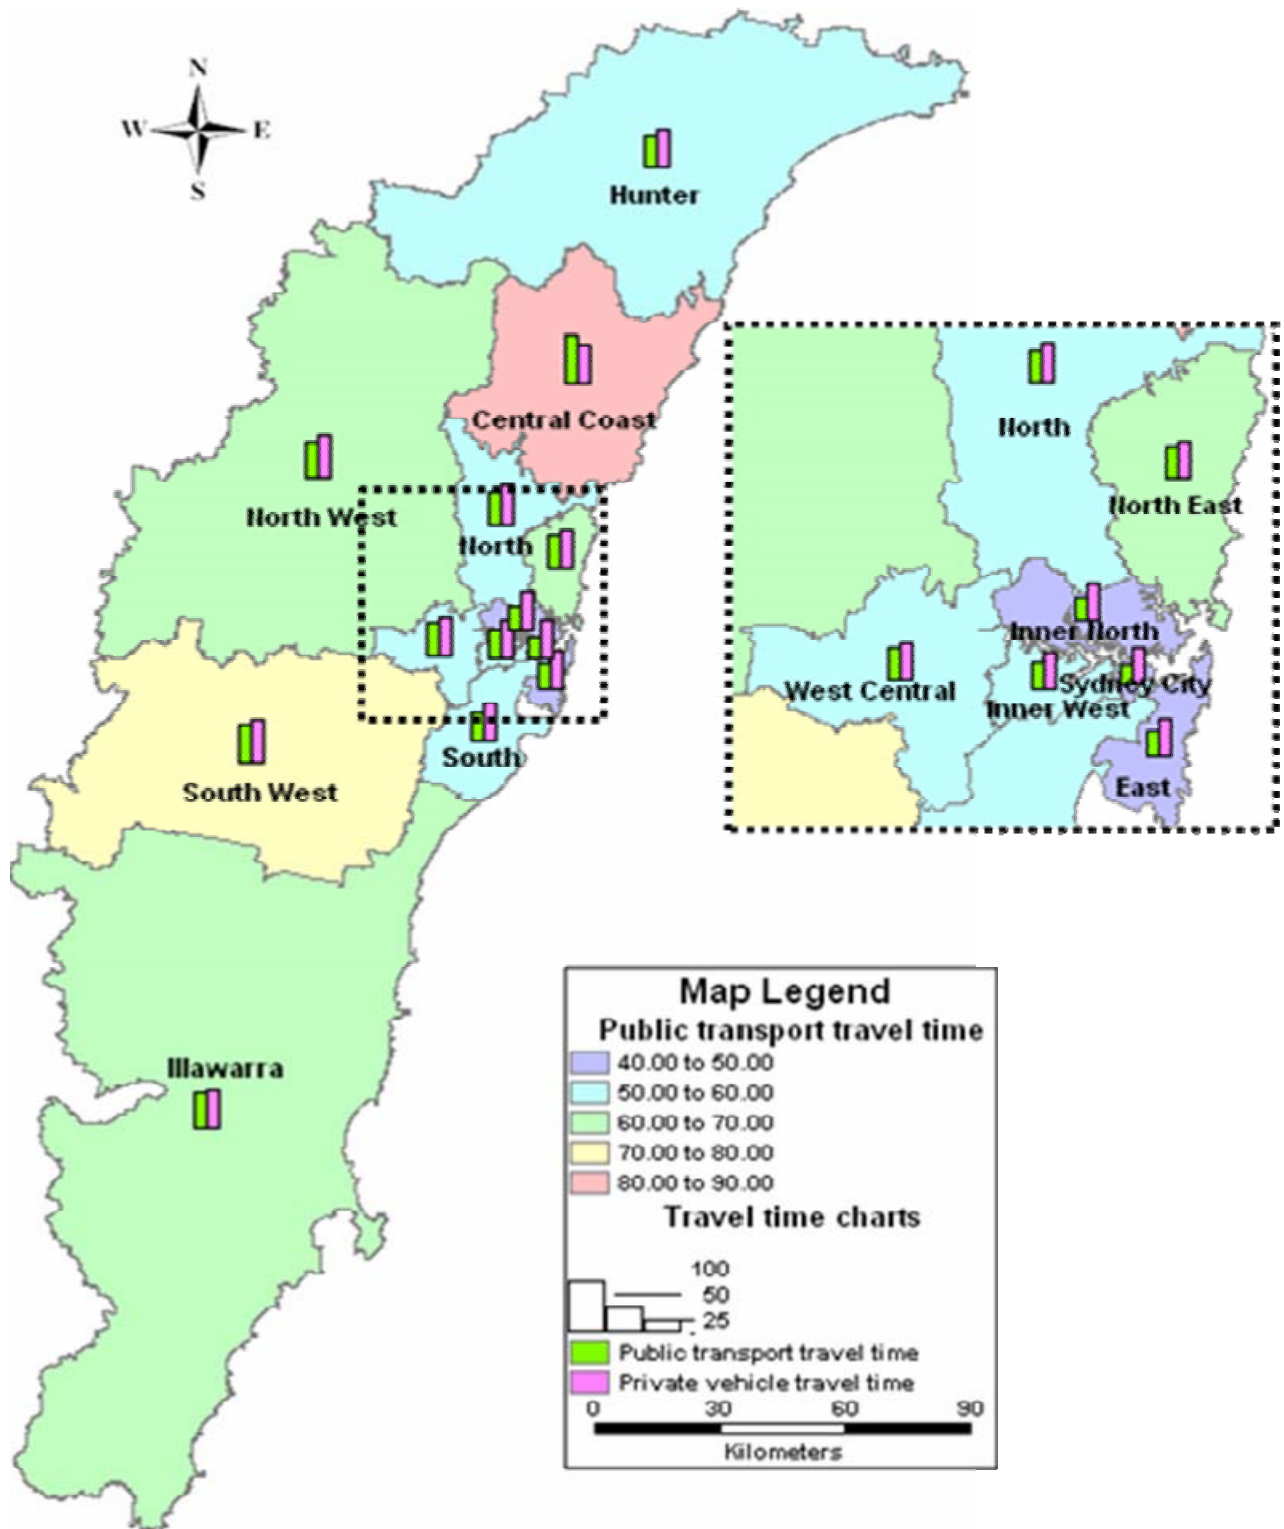 N
W E
S
Hunter
Central Coast
North West
North
North
North East
Inner North
West Central
Sydney City
Inner West
East
South
South West
Illawarra
Map Legend
Public transport travel time
40.00 to 50.00
50.00 to 60.00
60.00 to 70.00
70.00 to 80.00
80.00 to 90.00
Travel time charts
100
50
25
Public transport travel time
Private vehicle travel time
0 30 60 90
Kilometers